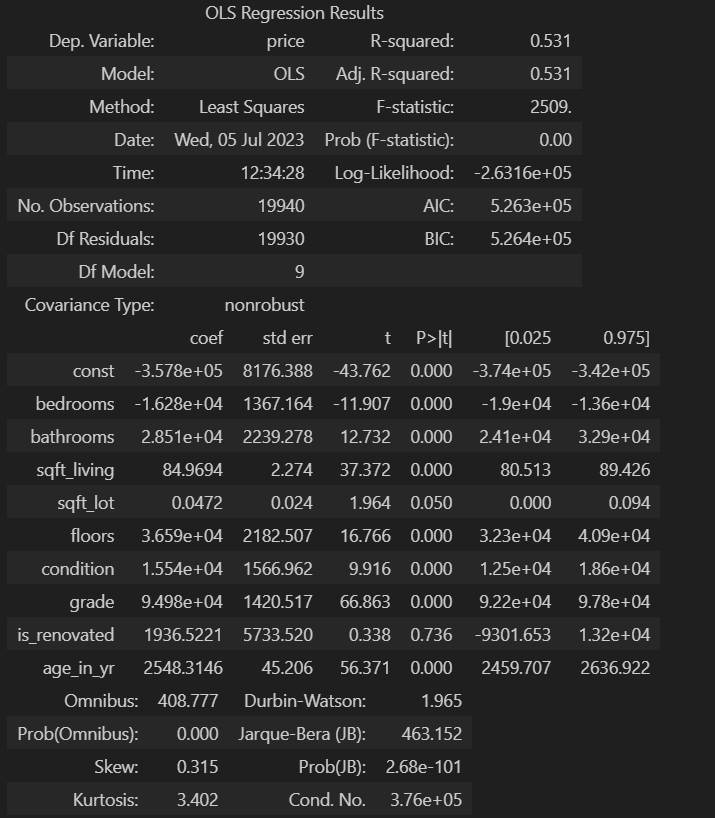 OLS Regression Results
Dep. Variable: price R-squared: 0.531
Model: OLS Adj. R-squared: 0.531
Method: Least Squares F-statistic: 2509.
Date: Wed, 05 Jul 2023 Prob (F-statistic): 0.00
Time: 12:34:28 Log-Likelihood: -2.6316e+05
No. Observations: 19940 AIC: 5.263e+05
Df Residuals: 19930 BIC: 5.264e+05
Df Model: 9
Covariance Type: nonrobust
coef std err t P>|t| [0.025 0.975]
const -3.578e+05 8176.388 -43.762 0.000 -3.74e+05 -3.42e+05
bedrooms -1.628e+04 1367.164 -11.907 0.000 -1.9e+04 -1.36e+04
bathrooms 2.851e+04 2239.278 12.732 0.000 2.41e+04 3.29e+04
sqft_living 84.9694 2.274 37.372 0.000 80.513 89.426
sqft_lot 0.0472 0.024 1.964 0.050 0.000 0.094
floors 3.659e+04 2182.507 16.766 0.000 3.23e+04 4.09e+04
condition 1.554e+04 1566.962 9.916 0.000 1.25e+04 1.86e+04
grade 9.498e+04 1420.517 66.863 0.000 9.22e+04 9.78e+04
is_renovated 1936.5221 5733.520 0.338 0.736 -9301.653 1.32e+04
age_in_yr 2548.3146 45.206 56.371 0.000 2459.707 2636.922
Omnibus: 408.777 Durbin-Watson: 1.965
Prob(Omnibus): 0.000 Jarque-Bera (JB): 463.152
Skew: 0.315 Prob(JB): 2.68e-101
Kurtosis: 3.402 Cond. No. 3.76e+05